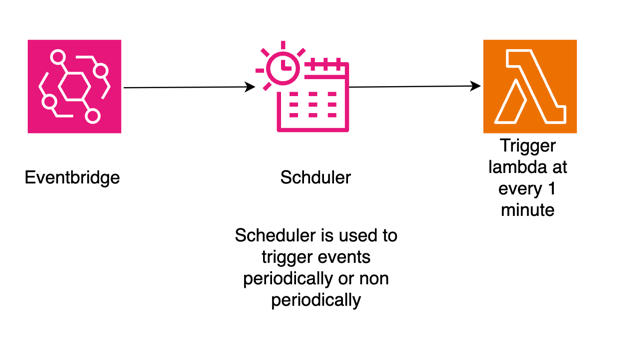 Eventbridge
Schduler
Trigger
lambda at
every 1
minute
Scheduler is used to
trigger events
periodically or non
periodically